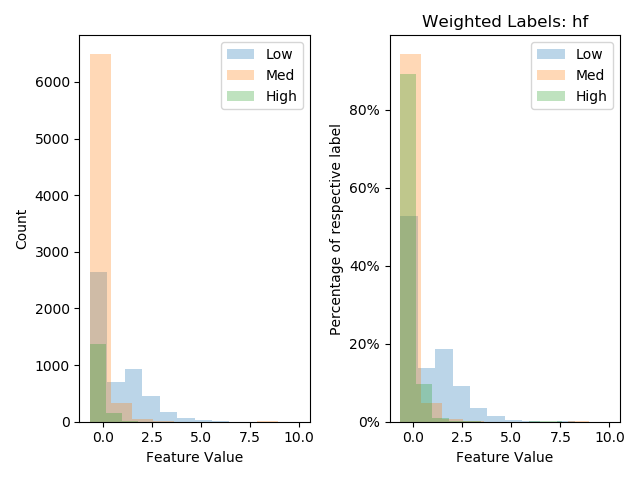 Low
Med
High
6000
5000
4000
3000
2000
1000
0
Count
0.0 2.5 5.0 7.5 10.0
Feature Value
Weighted Labels: hf
Low
Med
High
80%
60%
40%
20%
0%
Percentage of respective label
0.0 2.5 5.0 7.5 10.0
Feature Value